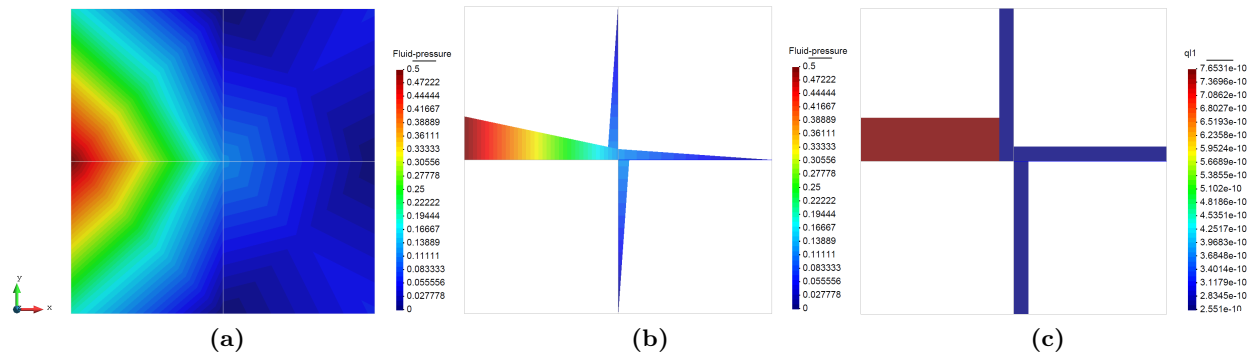 Fluid-pressure
0.5
0.47222
0.44444
0.41667
0.38889
0.36111
0.33333
0.30556
0.27778
0.25
0.22222
0.19444
0.16667
0.13889
0.11111
0.083333
0.055556
0.027778
0
y
x
(a)
Fluid-pressure
0.5
0.47222
0.44444
0.41667
0.38889
0.36111
0.33333
0.30556
0.27778
0.25
0.22222
0.19444
0.16667
0.13889
0.11111
0.083333
0.055556
0.027778
0
(b)
ql1
7.6531e-10
7.3696e-10
7.0862e-10
6.8027e-10
6.5193e-10
6.2358e-10
5.9524e-10
5.6689e-10
5.3855e-10
5.102e-10
4.8186e-10
4.5351e-10
4.2517e-10
3.9683e-10
3.6848e-10
3.4014e-10
3.1179e-10
2.8345e-10
2.551e-10
(c)